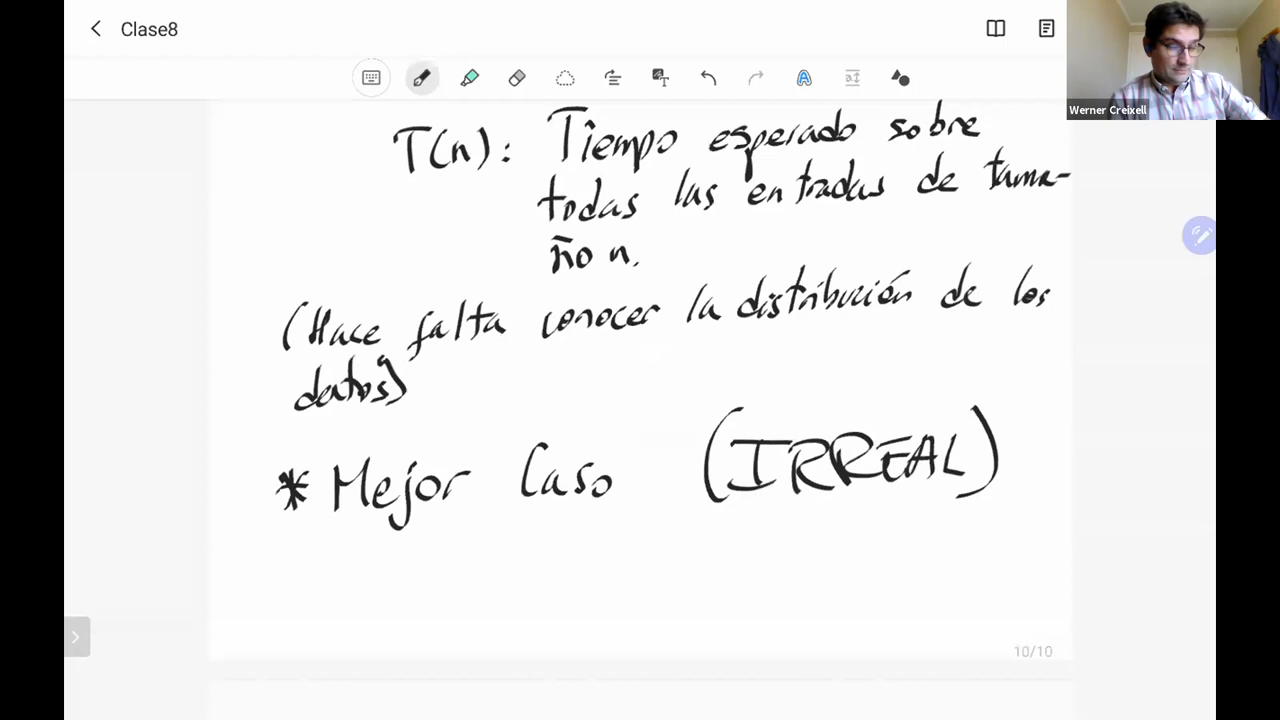 Clase8
Werner Creixell
T(n): Tiempo esperado sobre
todas las entradas de tama-
ño n.
(Hace falta conocer la distribución de los
datos)
* Mejor Caso (IRREAL)
10/10